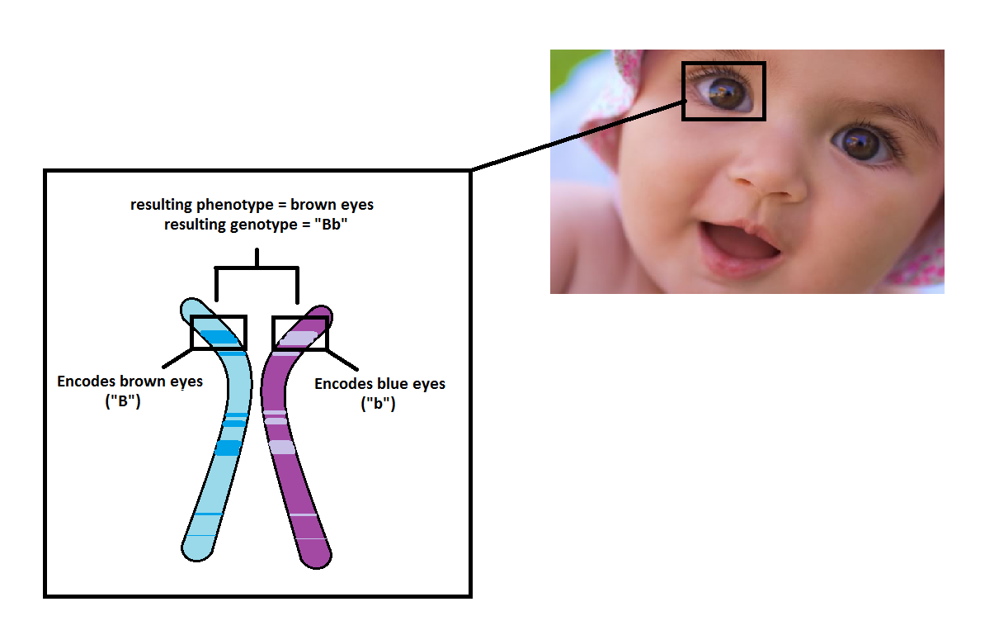 resulting phenotype = brown eyes
resulting genotype = "Bb"
Encodes brown eyes
("B")
Encodes blue eyes
("b")